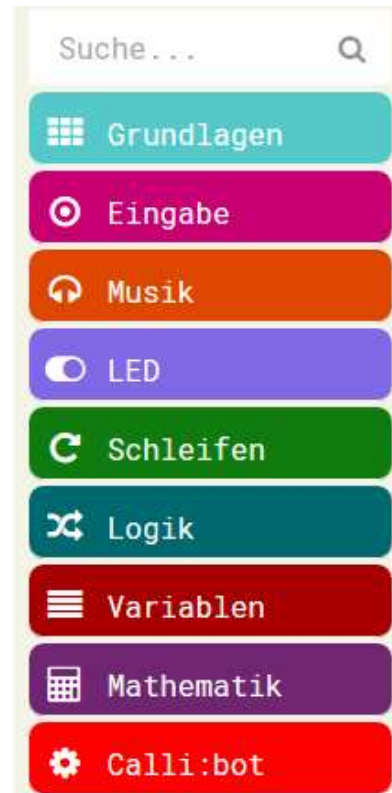 Suche...
Grundlagen
Eingabe
Musik
LED
Schleifen
Logik
Variablen
Mathematik
Calli:bot